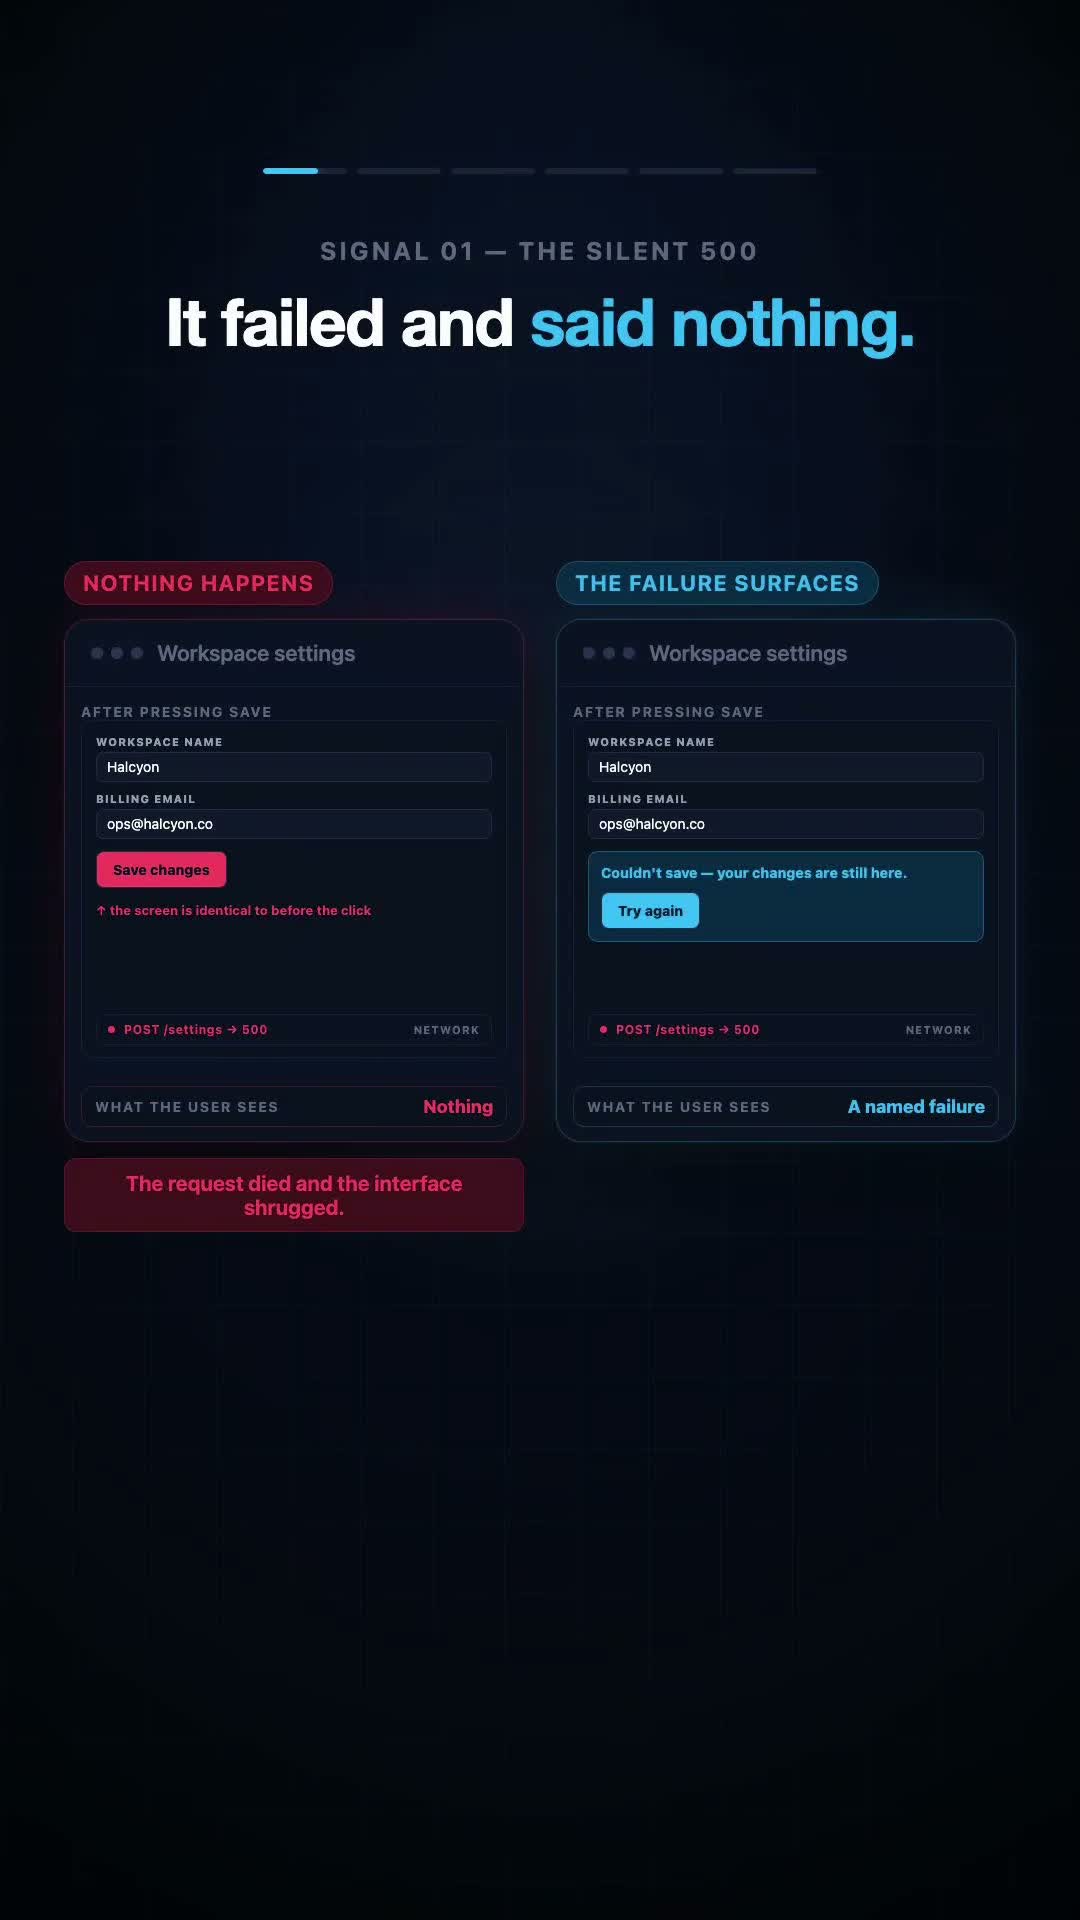 SIGNAL 01 — THE SILENT 500
It failed and said nothing.
NOTHING HAPPENS
Workspace settings
AFTER PRESSING SAVE
WORKSPACE NAME
Halcyon
BILLING EMAIL
ops@halcyon.co
Save changes
↑ the screen is identical to before the click
POST /settings → 500 NETWORK
WHAT THE USER SEES Nothing
The request died and the interface
shrugged.
THE FAILURE SURFACES
Workspace settings
AFTER PRESSING SAVE
WORKSPACE NAME
Halcyon
BILLING EMAIL
ops@halcyon.co
Couldn't save — your changes are still here.
Try again
POST /settings → 500 NETWORK
WHAT THE USER SEES A named failure